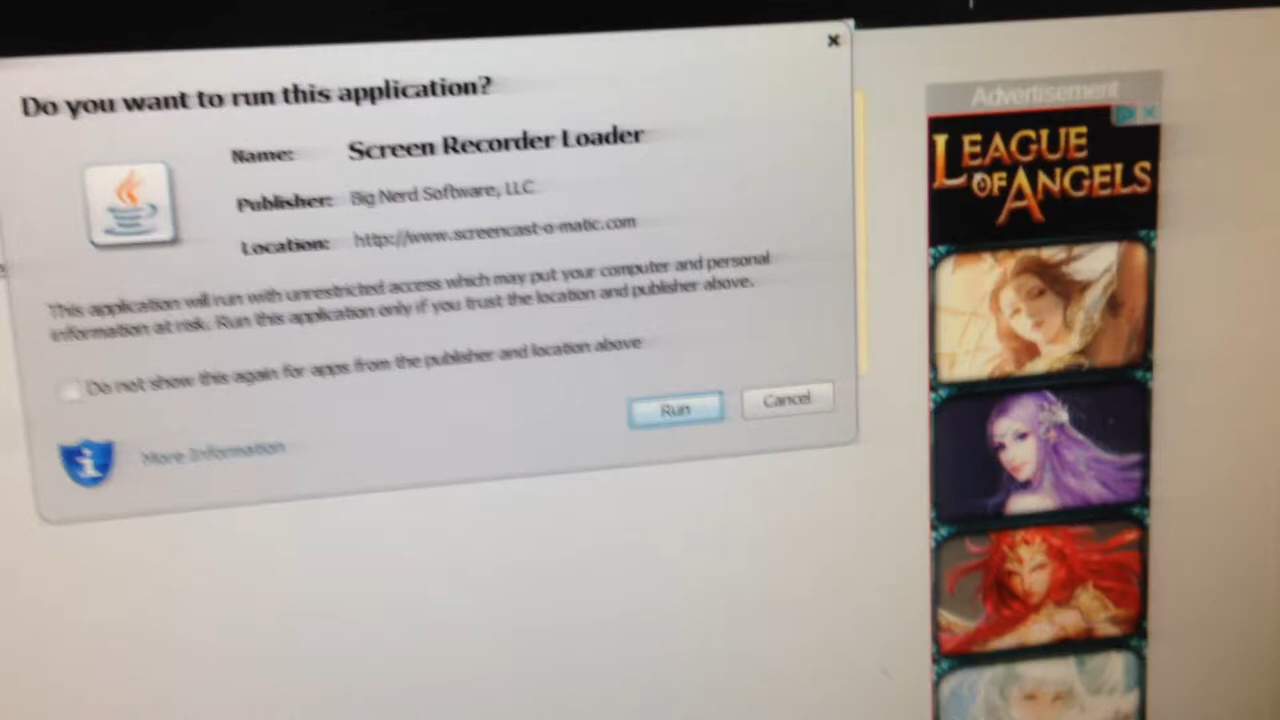 Do you want to run this application?
Name: Screen Recorder Loader
Publisher: Big Nerd Software, LLC
Location: http://www.screencast-o-matic.com
This application will run with unrestricted access which may put your computer and personal
information at risk. Run this application only if you trust the location and publisher above.
Do not show this again for apps from the publisher and location above
Run Cancel
More Information
Advertisement
LEAGUE
OF ANGELS